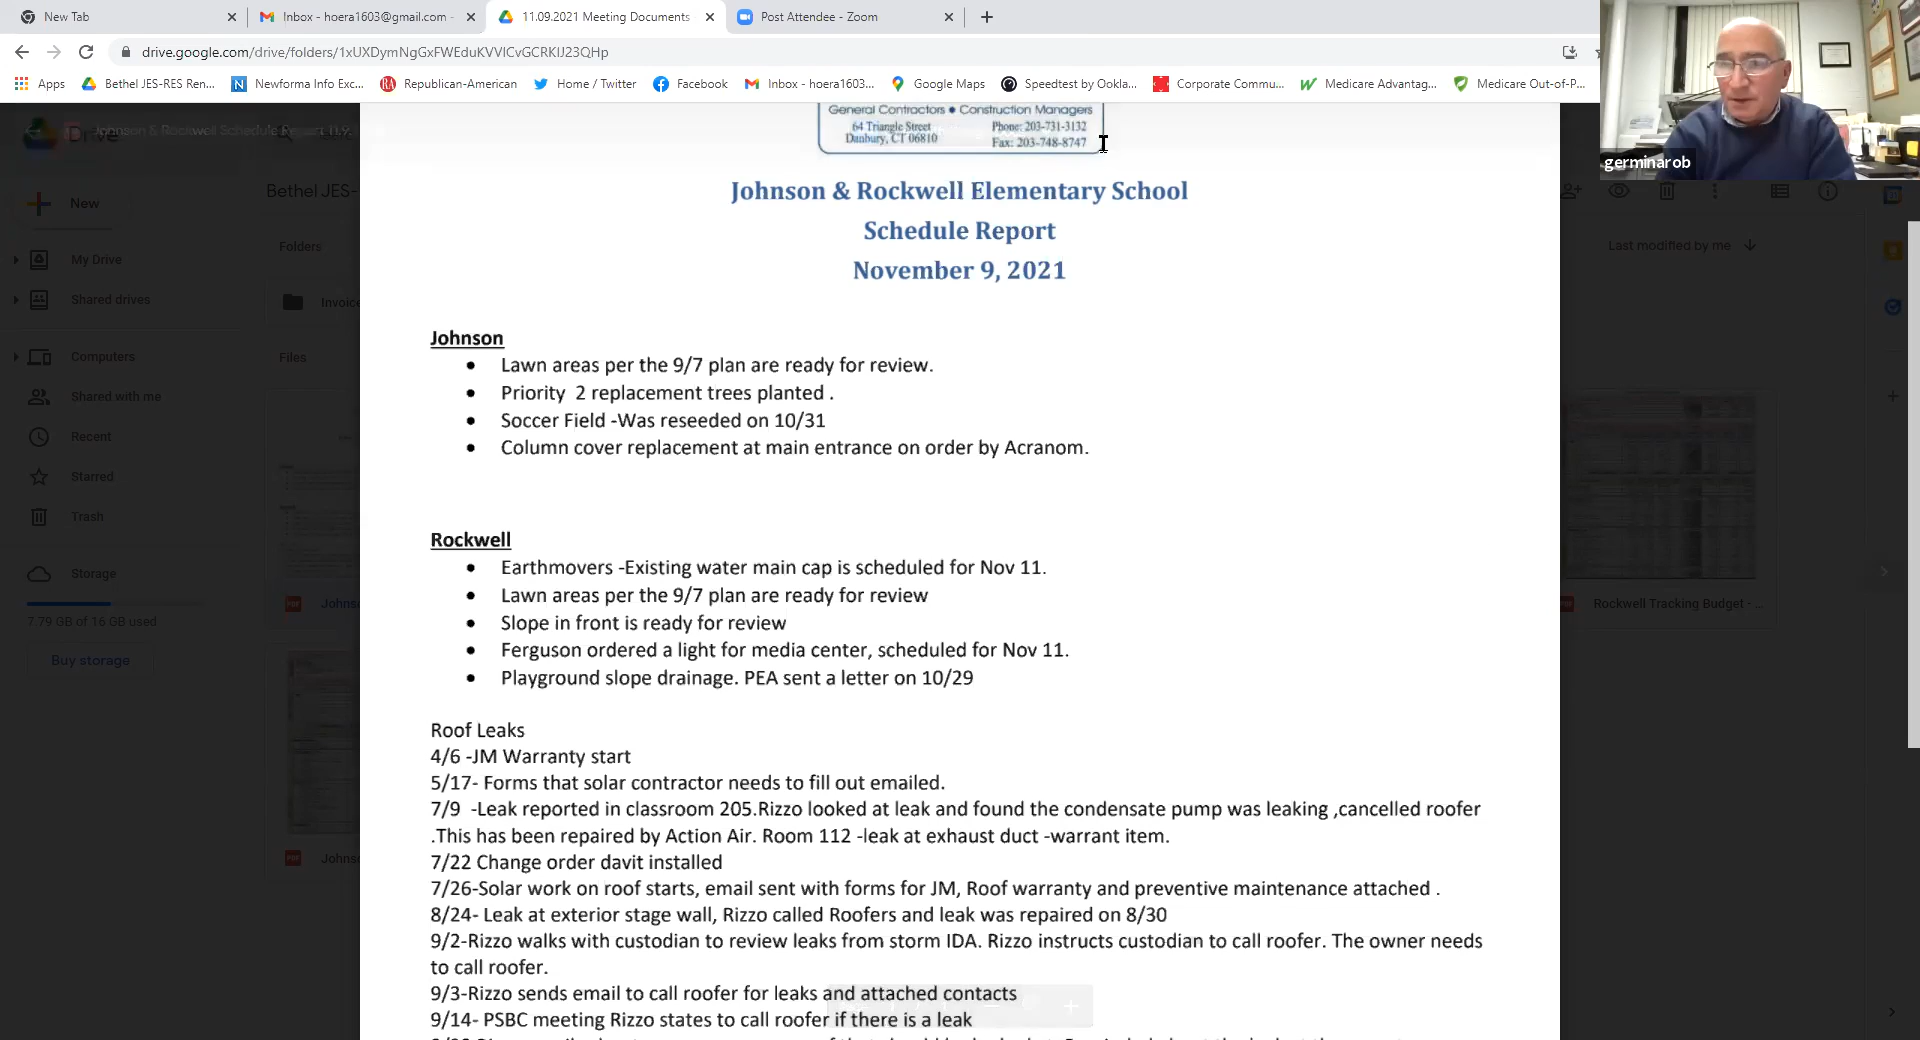 New Tab
Inbox - hoera1603@gmail.com -
11.09.2021 Meeting Documents
Post Attendee - Zoom
drive.google.com/drive/folders/1xUXDymNgGxFWEduKVVlCvGCRKIJ23QHp
Apps
Bethel JES-RES Ren...
Newforma Info Exc...
Republican-American
Home / Twitter
Facebook
Inbox - hoera1603...
Google Maps
Speedtest by Ookla...
Corporate Commu...
Medicare Advantag...
Medicare Out-of-P...
germinarob
Drive
Johnson & Rockwell Schedule Report 11.9.
New
Bethel JES-
Folders
Last modified by me
My Drive
Shared drives
Invoice
Computers
Files
Shared with me
Recent
Starred
Trash
Storage
7.79 GB of 16 GB used
Buy storage
Johns
Johns
Rockwell Tracking Budget - ...
General Contractors • Construction Managers
64 Triangle Street Phone: 203-731-3132
Danbury, CT 06810 Fax: 203-748-8747
Johnson & Rockwell Elementary School
Schedule Report
November 9, 2021
Johnson
• Lawn areas per the 9/7 plan are ready for review.
• Priority 2 replacement trees planted .
• Soccer Field -Was reseeded on 10/31
• Column cover replacement at main entrance on order by Acranom.
Rockwell
• Earthmovers -Existing water main cap is scheduled for Nov 11.
• Lawn areas per the 9/7 plan are ready for review
• Slope in front is ready for review
• Ferguson ordered a light for media center, scheduled for Nov 11.
• Playground slope drainage. PEA sent a letter on 10/29
Roof Leaks
4/6 -JM Warranty start
5/17- Forms that solar contractor needs to fill out emailed.
7/9 -Leak reported in classroom 205.Rizzo looked at leak and found the condensate pump was leaking ,cancelled roofer
.This has been repaired by Action Air. Room 112 -leak at exhaust duct -warrant item.
7/22 Change order davit installed
7/26-Solar work on roof starts, email sent with forms for JM, Roof warranty and preventive maintenance attached .
8/24- Leak at exterior stage wall, Rizzo called Roofers and leak was repaired on 8/30
9/2-Rizzo walks with custodian to review leaks from storm IDA. Rizzo instructs custodian to call roofer. The owner needs
to call roofer.
9/3-Rizzo sends email to call roofer for leaks and attached contacts
9/14- PSBC meeting Rizzo states to call roofer if there is a leak